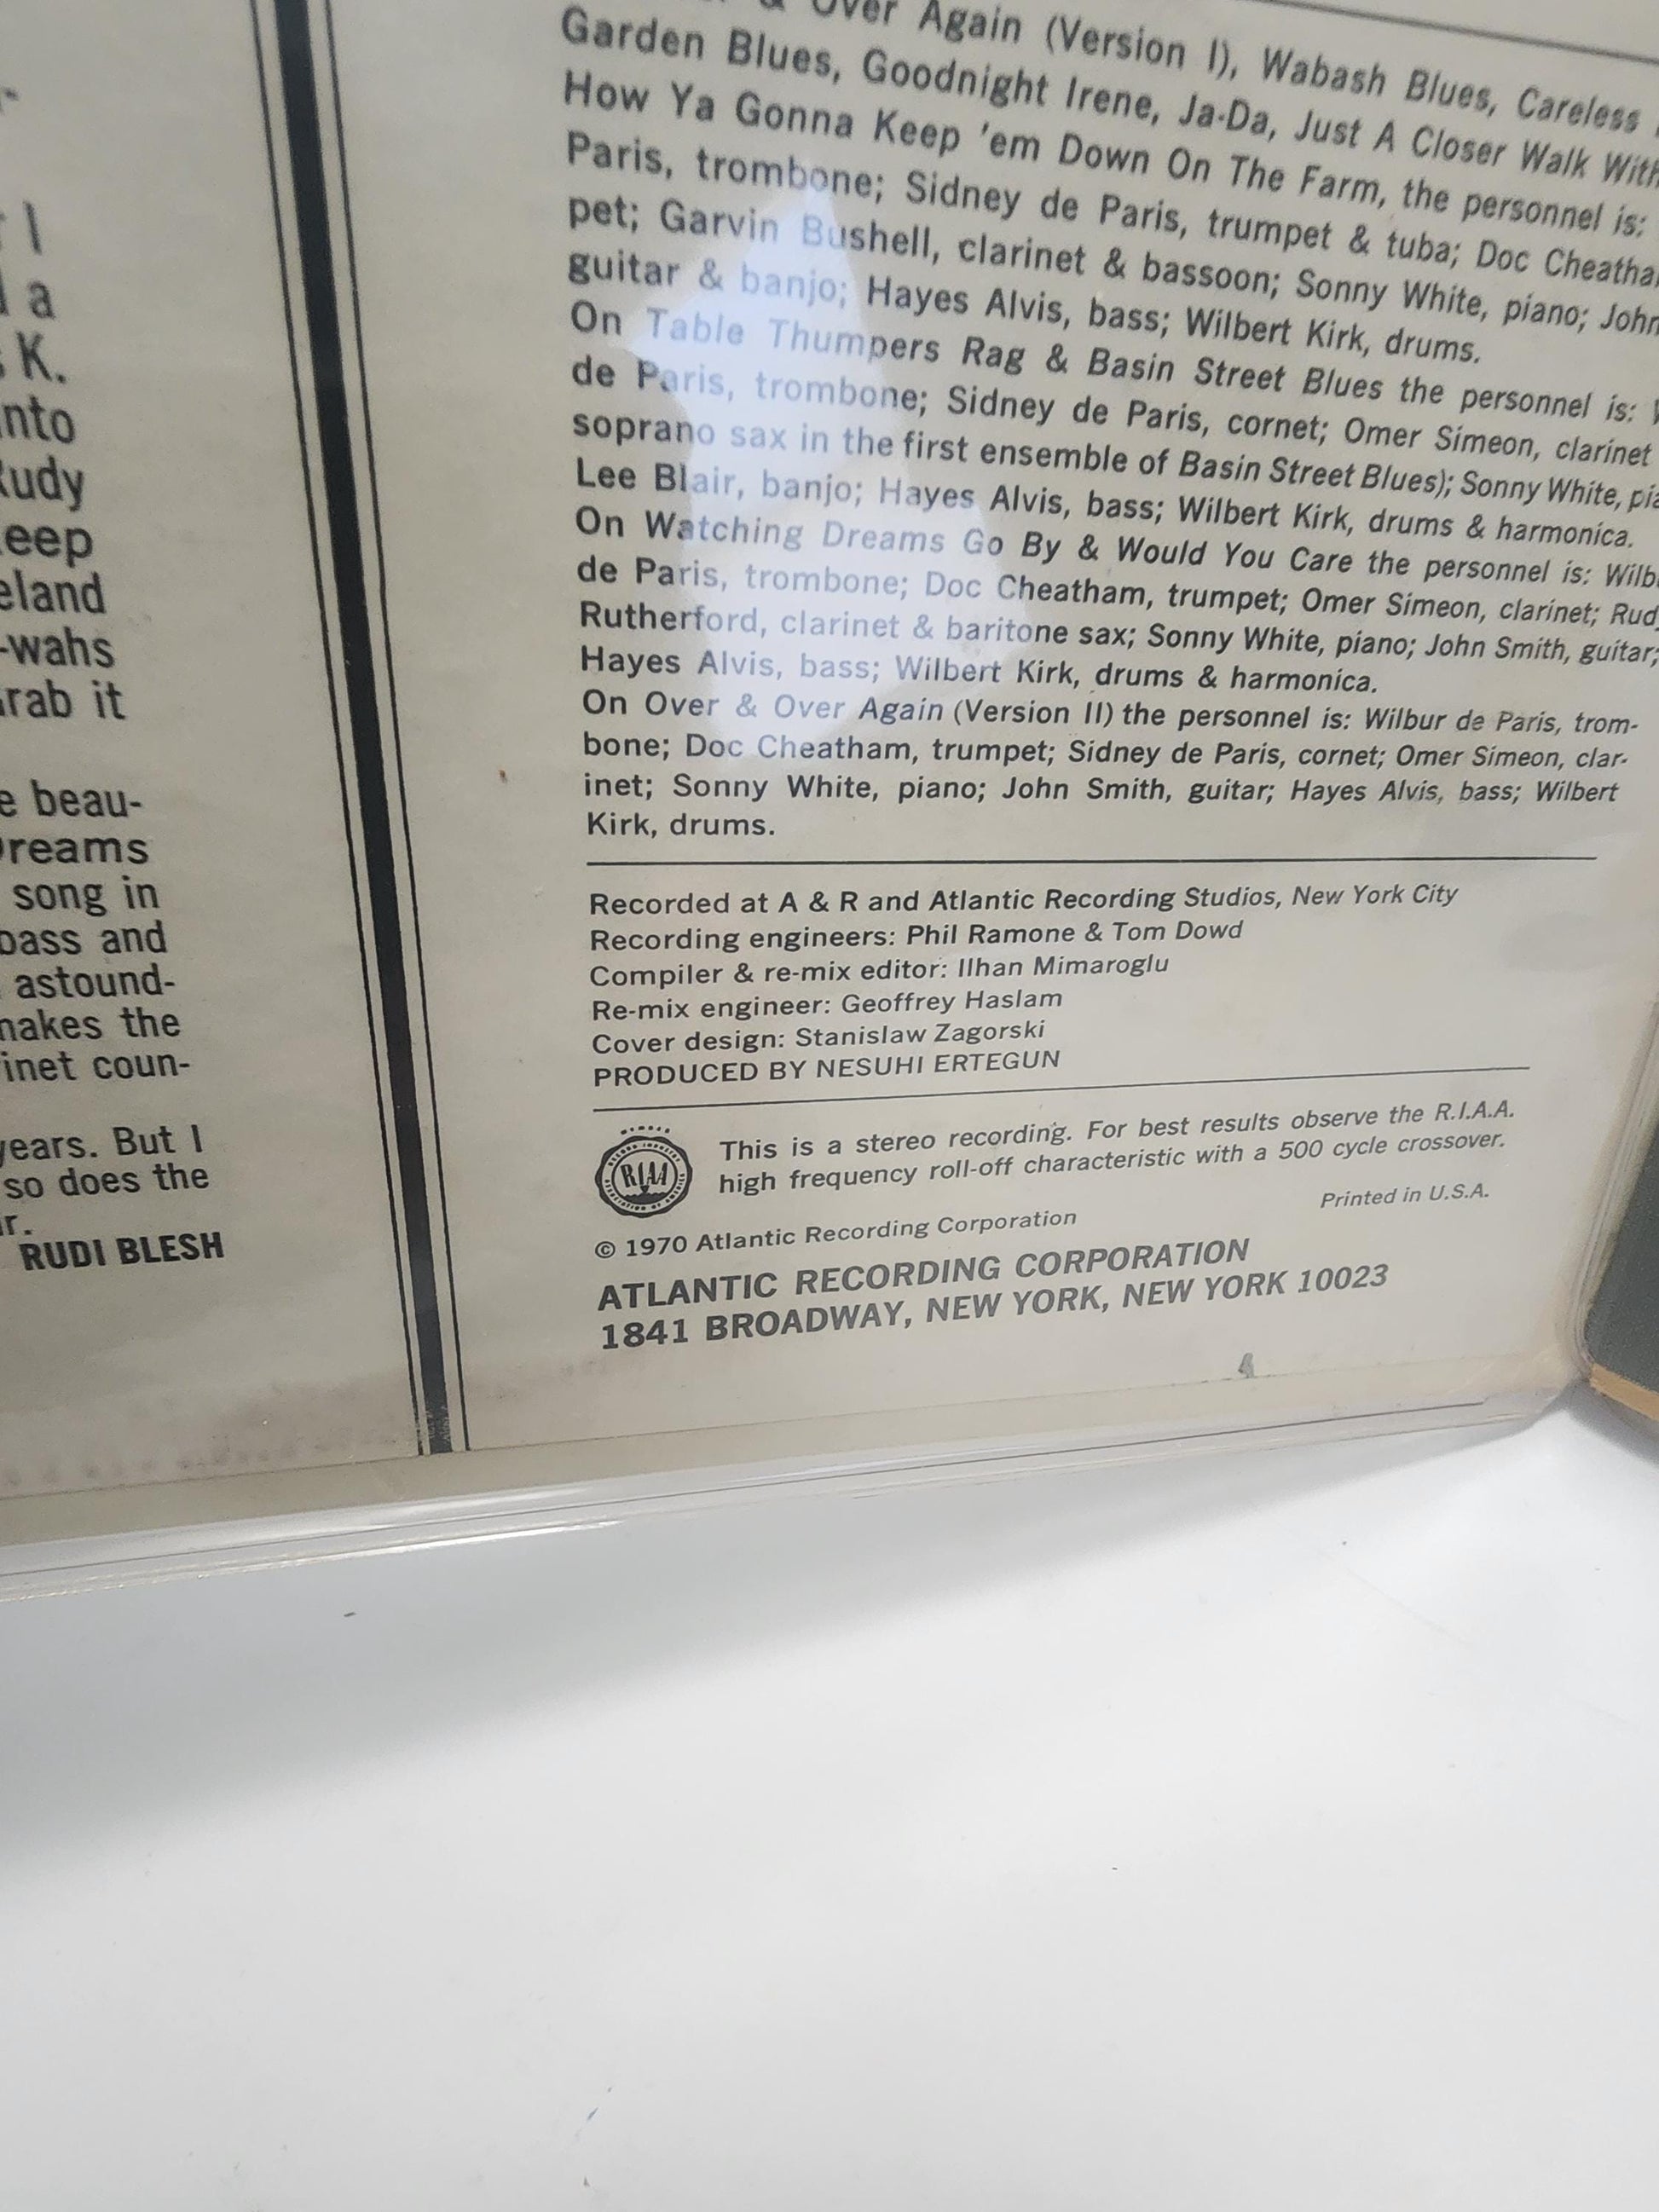 I
a
K.
nto
Rudy
eep
eland
-wahs
rab it
e beau-
Dreams
song in
bass and
astound-
makes the
inet coun-
years. But I
so does the
r.
RUDI BLESH
& Over Again (Version I), Wabash Blues, Careless
Garden Blues, Goodnight Irene, Ja-Da, Just A Closer Walk With
How Ya Gonna Keep 'em Down On The Farm, the personnel is:
Paris, trombone; Sidney de Paris, trumpet & tuba; Doc Cheatha
pet; Garvin Bushell, clarinet & bassoon; Sonny White, piano; John
guitar & banjo; Hayes Alvis, bass; Wilbert Kirk, drums.
On Table Thumpers Rag & Basin Street Blues the personnel is:
de Paris, trombone; Sidney de Paris, cornet; Omer Simeon, clarinet
soprano sax in the first ensemble of Basin Street Blues); Sonny White, pia
Lee Blair, banjo; Hayes Alvis, bass; Wilbert Kirk, drums & harmonica.
On Watching Dreams Go By & Would You Care the personnel is: Wilb
de Paris, trombone; Doc Cheatham, trumpet; Omer Simeon, clarinet; Rud
Rutherford, clarinet & baritone sax; Sonny White, piano; John Smith, guitar;
Hayes Alvis, bass; Wilbert Kirk, drums & harmonica.
On Over & Over Again (Version II) the personnel is: Wilbur de Paris, trom-
bone; Doc Cheatham, trumpet; Sidney de Paris, cornet; Omer Simeon, clar-
inet; Sonny White, piano; John Smith, guitar; Hayes Alvis, bass; Wilbert
Kirk, drums.
Recorded at A & R and Atlantic Recording Studios, New York City
Recording engineers: Phil Ramone & Tom Dowd
Compiler & re-mix editor: Ilhan Mimaroglu
Re-mix engineer: Geoffrey Haslam
Cover design: Stanislaw Zagorski
PRODUCED BY NESUHI ERTEGUN
RIAA
This is a stereo recording. For best results observe the R.I.A.A.
high frequency roll-off characteristic with a 500 cycle crossover.
Printed in U.S.A.
© 1970 Atlantic Recording Corporation
ATLANTIC RECORDING CORPORATION
1841 BROADWAY, NEW YORK, NEW YORK 10023
4